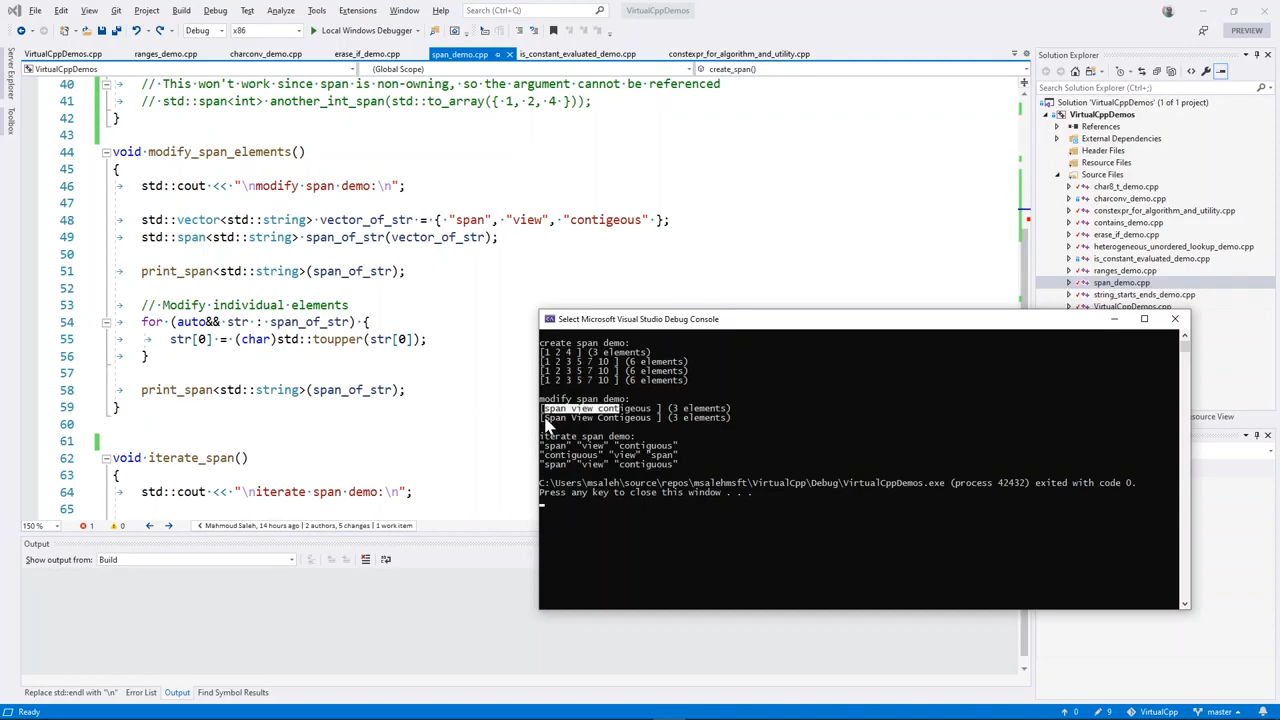 File Edit View Git Project Build Debug Test Analyze Tools Extensions Window Help Search (Ctrl+Q) VirtualCppDemos
Debug x86 Local Windows Debugger PREVIEW
VirtualCppDemos.cpp ranges_demo.cpp charconv_demo.cpp erase_if_demo.cpp span_demo.cpp is_constant_evaluated_demo.cpp constexpr_for_algorithm_and_utility.cpp
VirtualCppDemos (Global Scope) create_span()
Server Explorer
Toolbox
40 // This won't work since span is non-owning, so the argument cannot be referenced
41 // std::span<int> another_int_span(std::to_array({ 1, 2, 4 }));
42 }
43
44 void modify_span_elements()
45 {
46 std::cout << "\nmodify span demo:\n";
47
48 std::vector<std::string> vector_of_str = { "span", "view", "contigeous" };
49 std::span<std::string> span_of_str(vector_of_str);
50
51 print_span<std::string>(span_of_str);
52
53 // Modify individual elements
54 for (auto&& str : span_of_str) {
55 str[0] = (char)std::toupper(str[0]);
56 }
57
58 print_span<std::string>(span_of_str);
59 }
60
61
62 void iterate_span()
63 {
64 std::cout << "\niterate span demo:\n";
65
150 % 1 0 Mahmoud Saleh, 14 hours ago | 2 authors, 5 changes | 1 work item
Output
Show output from: Build
Replace std::endl with "\n" Error List Output Find Symbol Results
Ready 0 9 VirtualCpp master
Select Microsoft Visual Studio Debug Console
create span demo:
[1 2 4 ] (3 elements)
[1 2 3 5 7 10 ] (6 elements)
[1 2 3 5 7 10 ] (6 elements)
[1 2 3 5 7 10 ] (6 elements)
modify span demo:
[span view contigeous ] (3 elements)
[Span View Contigeous ] (3 elements)
iterate span demo:
"span" "view" "contiguous"
"contiguous" "view" "span"
"span" "view" "contiguous"
C:\Users\msaleh\source\repos\msalehmsft\VirtualCpp\Debug\VirtualCppDemos.exe (process 42432) exited with code 0.
Press any key to close this window . . .
Solution Explorer
Search Solution Explorer (Ctrl+;)
Solution 'VirtualCppDemos' (1 of 1 project)
VirtualCppDemos
References
External Dependencies
Header Files
Resource Files
Source Files
char8_t_demo.cpp
charconv_demo.cpp
constexpr_for_algorithm_and_utility.cpp
contains_demo.cpp
erase_if_demo.cpp
heterogeneous_unordered_lookup_demo.cpp
is_constant_evaluated_demo.cpp
ranges_demo.cpp
span_demo.cpp
string_starts_ends_demo.cpp
VirtualCppDemos.cpp